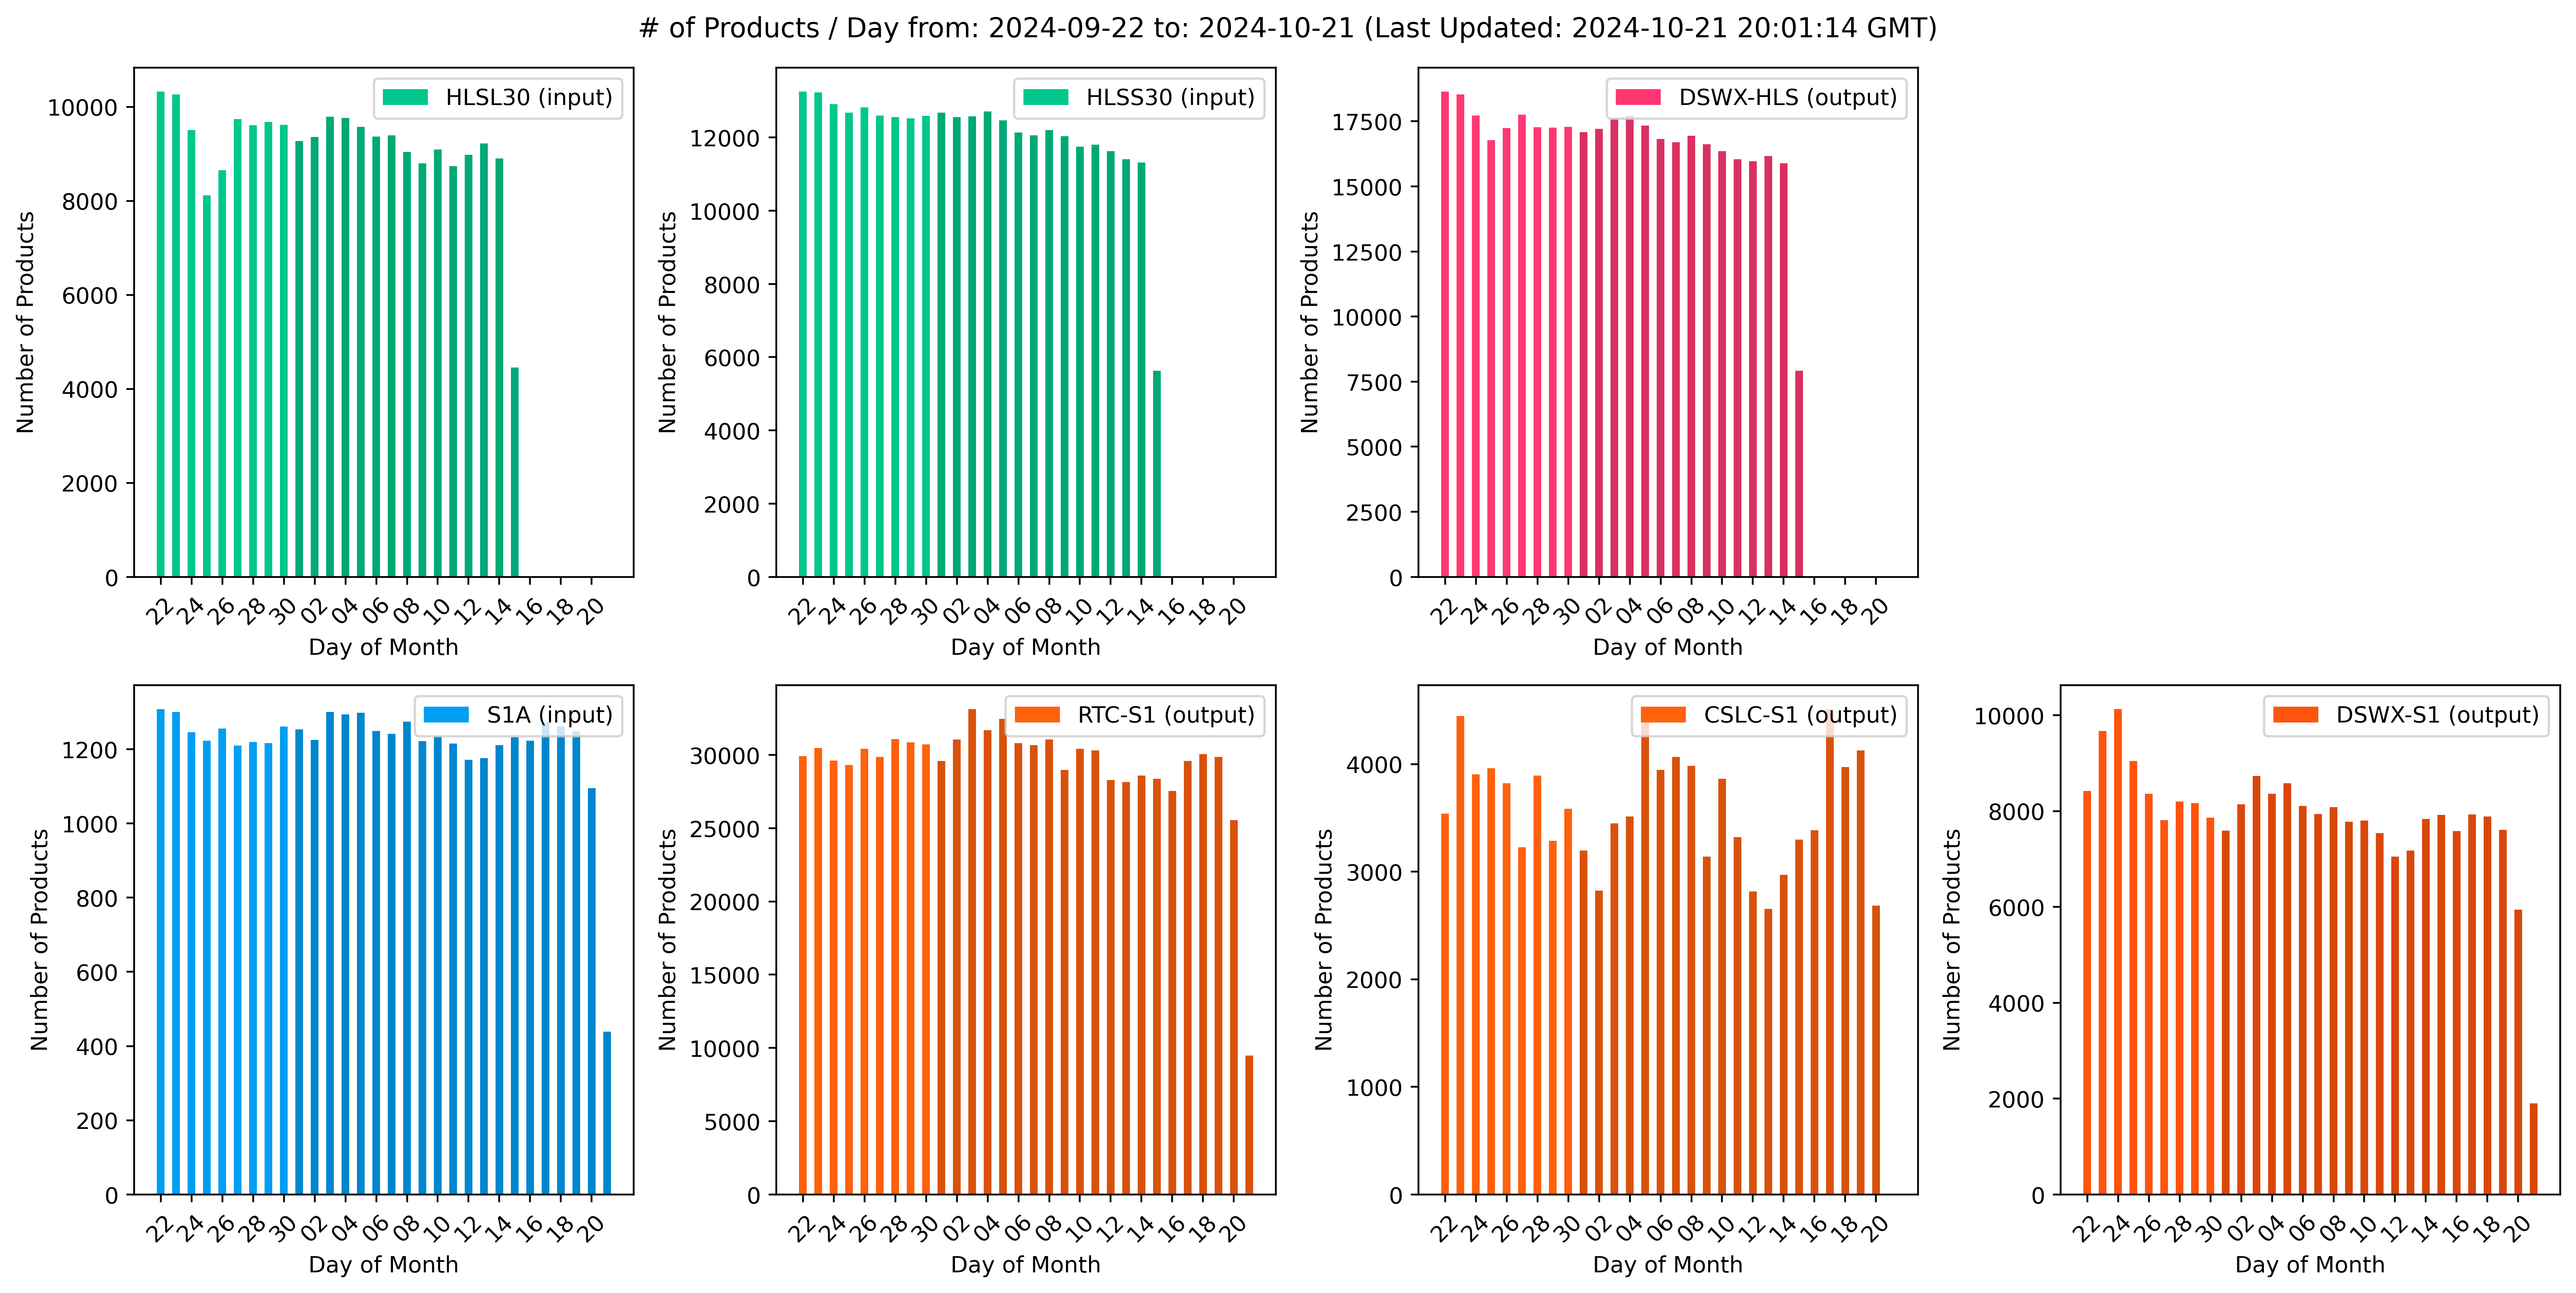 # of Products / Day from: 2024-09-22 to: 2024-10-21 (Last Updated: 2024-10-21 20:01:14 GMT)
HLSL30 (input)
Number of Products
10000
8000
6000
4000
2000
0
22 24 26 28 30 02 04 06 08 10 12 14 16 18 20
Day of Month
HLSS30 (input)
Number of Products
12000
10000
8000
6000
4000
2000
0
22 24 26 28 30 02 04 06 08 10 12 14 16 18 20
Day of Month
DSWX-HLS (output)
Number of Products
17500
15000
12500
10000
7500
5000
2500
0
22 24 26 28 30 02 04 06 08 10 12 14 16 18 20
Day of Month
S1A (input)
Number of Products
1200
1000
800
600
400
200
0
22 24 26 28 30 02 04 06 08 10 12 14 16 18 20
Day of Month
RTC-S1 (output)
Number of Products
30000
25000
20000
15000
10000
5000
0
22 24 26 28 30 02 04 06 08 10 12 14 16 18 20
Day of Month
CSLC-S1 (output)
Number of Products
4000
3000
2000
1000
0
22 24 26 28 30 02 04 06 08 10 12 14 16 18 20
Day of Month
DSWX-S1 (output)
Number of Products
10000
8000
6000
4000
2000
0
22 24 26 28 30 02 04 06 08 10 12 14 16 18 20
Day of Month